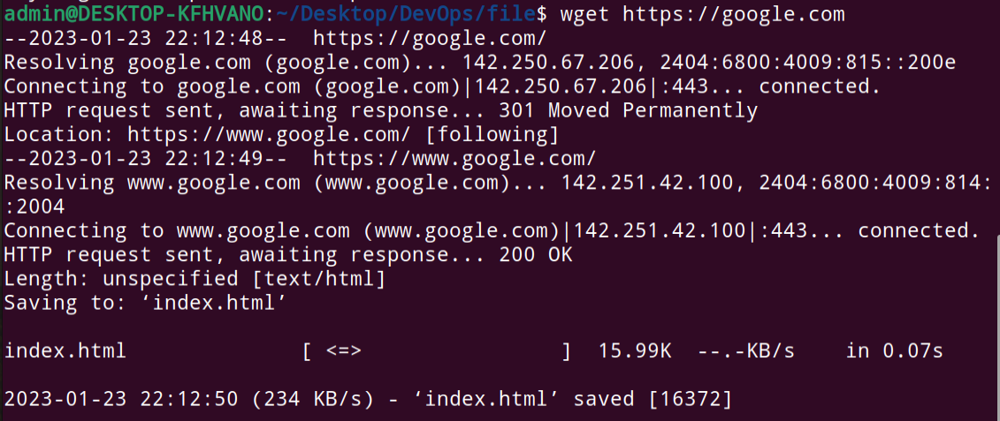 admin@DESKTOP-KFHVANO:~/Desktop/DevOps/file$ wget https://google.com
--2023-01-23 22:12:48--  https://google.com/
Resolving google.com (google.com)... 142.250.67.206, 2404:6800:4009:815::200e
Connecting to google.com (google.com)|142.250.67.206|:443... connected.
HTTP request sent, awaiting response... 301 Moved Permanently
Location: https://www.google.com/ [following]
--2023-01-23 22:12:49--  https://www.google.com/
Resolving www.google.com (www.google.com)... 142.251.42.100, 2404:6800:4009:814:
:2004
Connecting to www.google.com (www.google.com)|142.251.42.100|:443... connected.
HTTP request sent, awaiting response... 200 OK
Length: unspecified [text/html]
Saving to: ‘index.html’
index.html              [ <=>                ]  15.99K  --.-KB/s    in 0.07s
2023-01-23 22:12:50 (234 KB/s) - ‘index.html’ saved [16372]